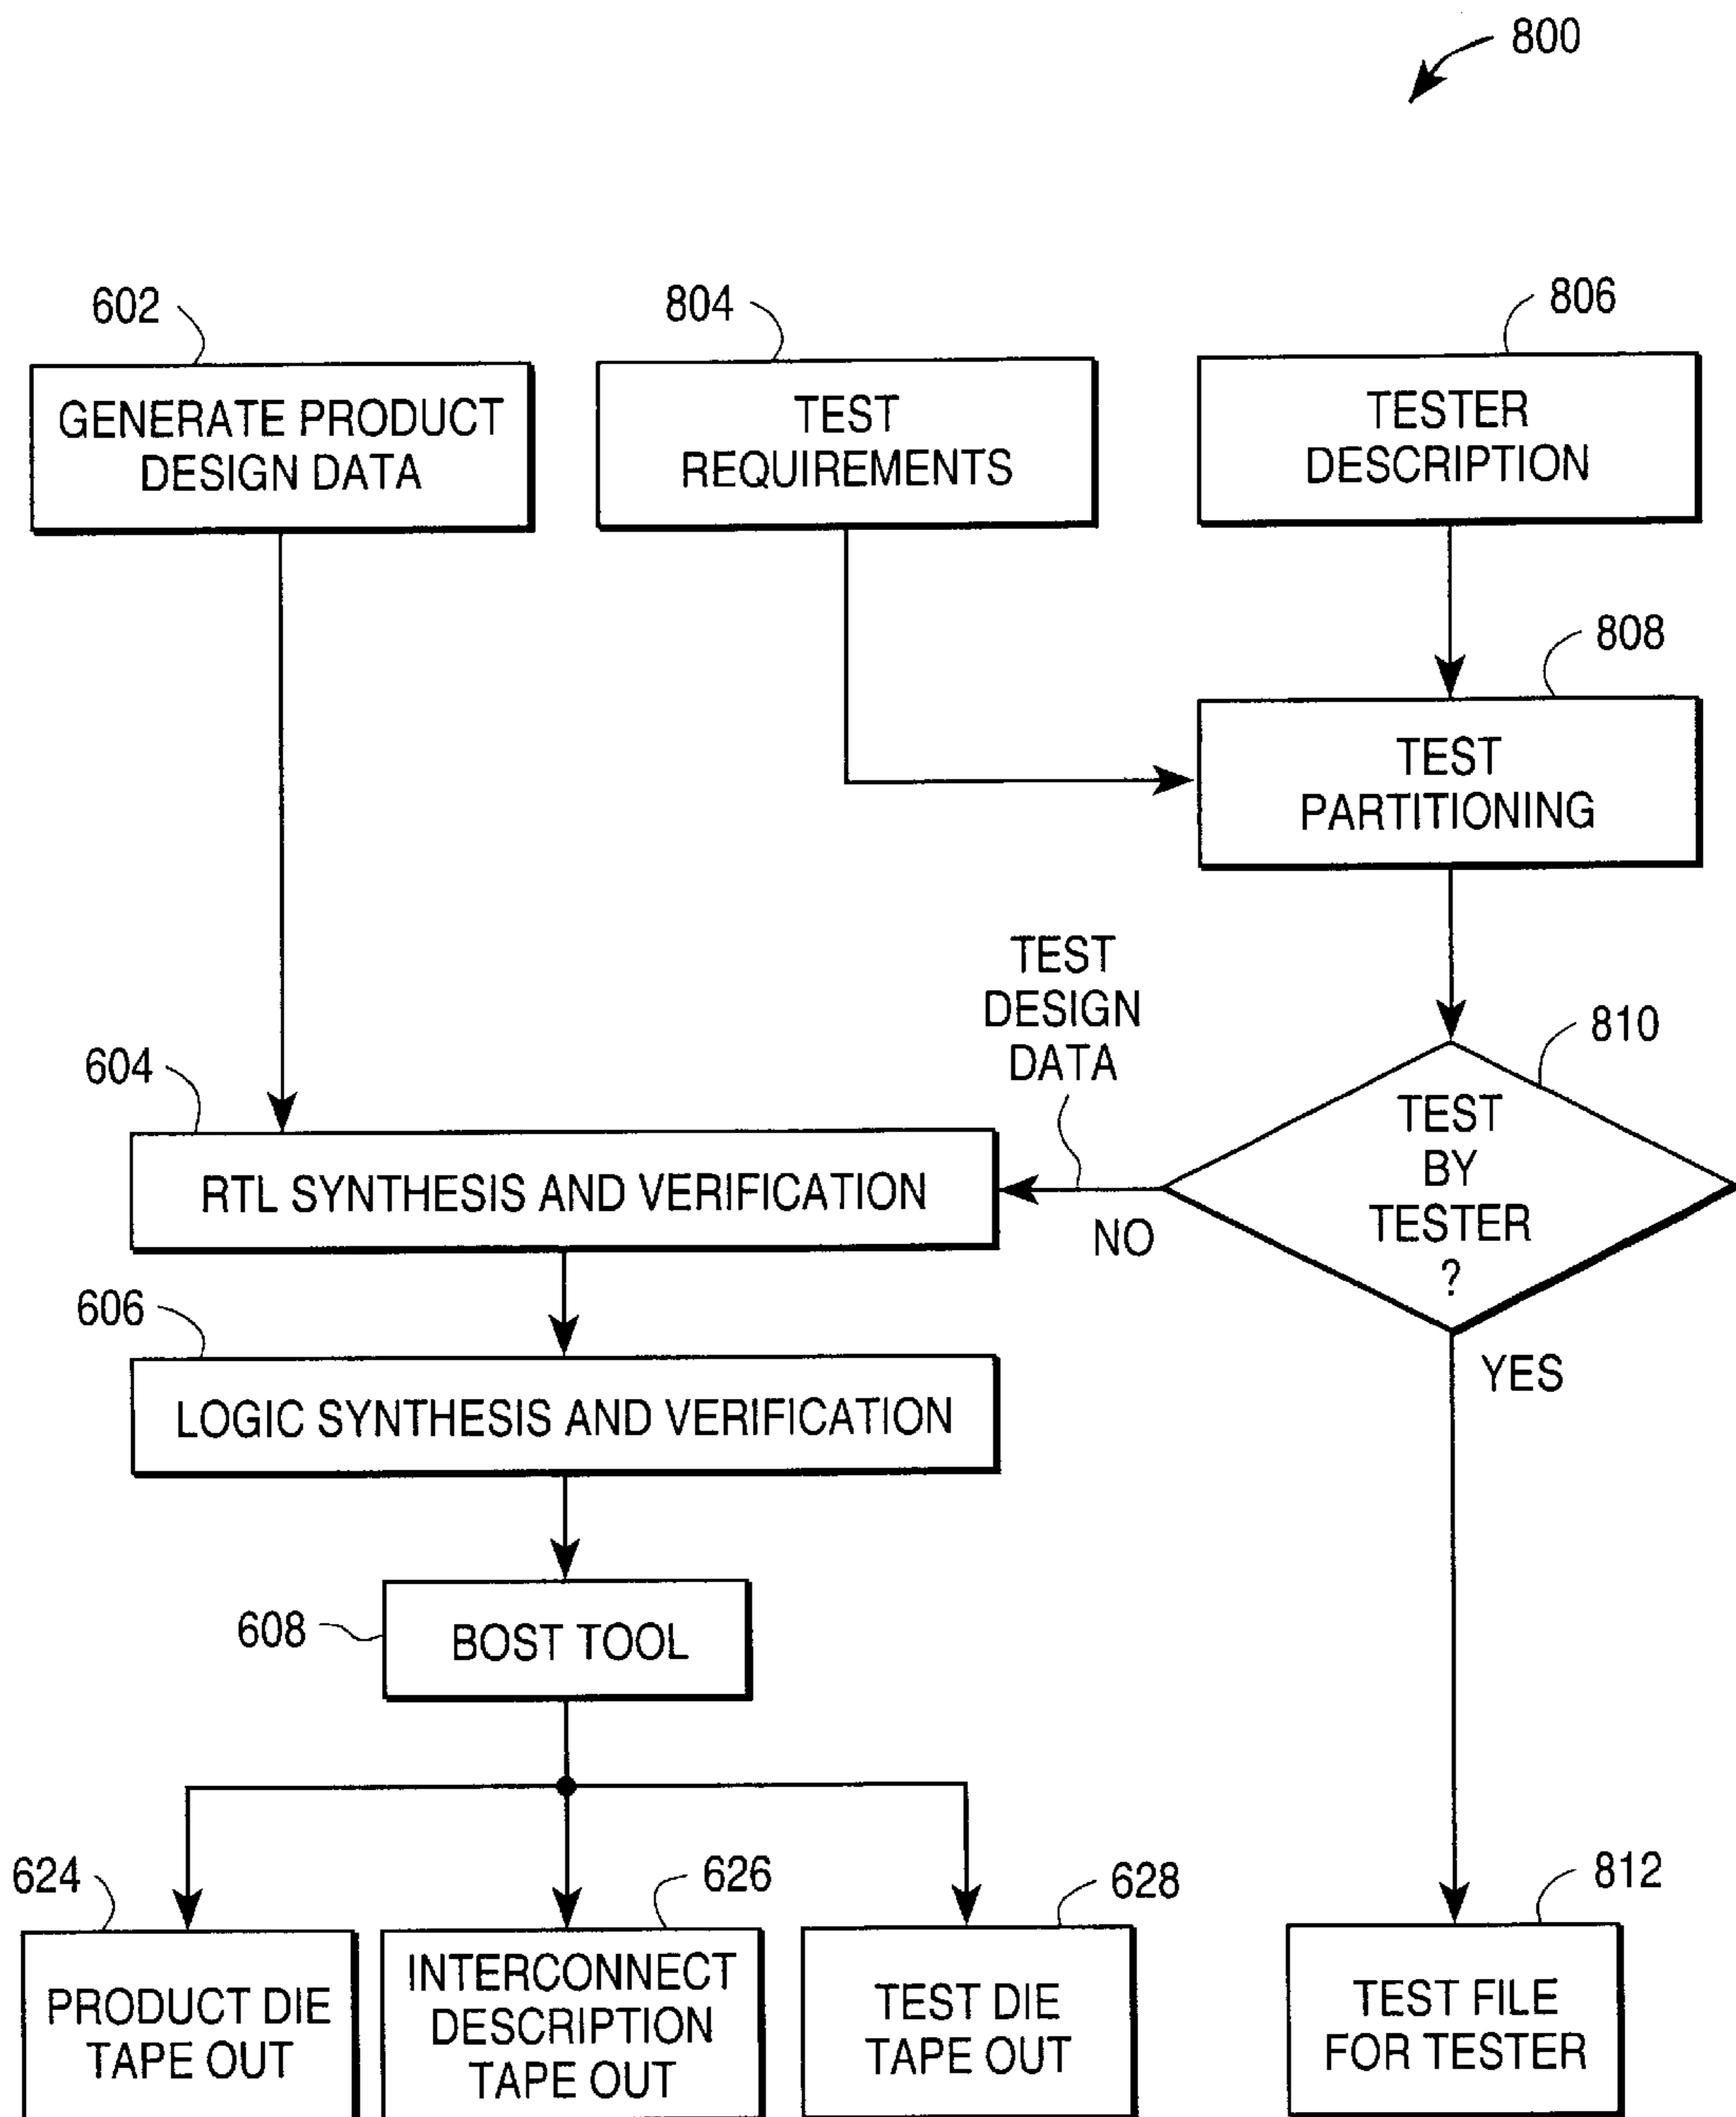 800
602
GENERATE PRODUCT
DESIGN DATA
804
TEST
REQUIREMENTS
806
TESTER
DESCRIPTION
808
TEST
PARTITIONING
TEST
DESIGN
DATA
810
TEST
BY
TESTER
?
NO
YES
604
RTL SYNTHESIS AND VERIFICATION
606
LOGIC SYNTHESIS AND VERIFICATION
608
BOST TOOL
624
PRODUCT DIE
TAPE OUT
626
INTERCONNECT
DESCRIPTION
TAPE OUT
628
TEST DIE
TAPE OUT
812
TEST FILE
FOR TESTER